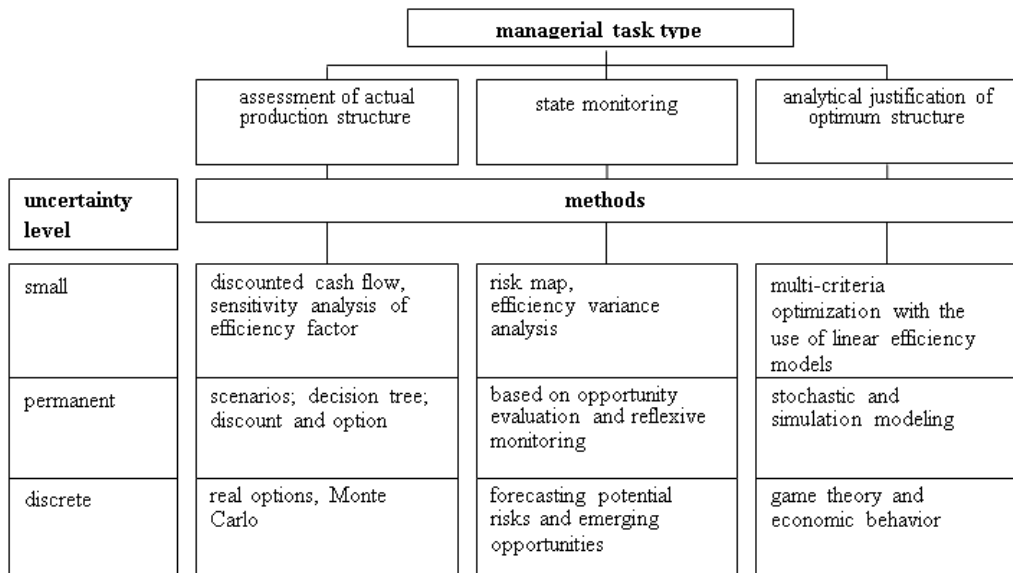 managerial task type
assessment of actual
production structure
state monitoring
analytical justification of
optimum structure
uncertainty
level
methods
small
discounted cash flow,
sensitivity analysis of
efficiency factor
risk map,
efficiency variance
analysis
multi-criteria
optimization with the
use of linear efficiency
models
permanent
scenarios; decision tree;
discount and option
based on opportunity
evaluation and reflexive
monitoring
stochastic and
simulation modeling
discrete
real options, Monte
Carlo
forecasting potential
risks and emerging
opportunities
game theory and
economic behavior